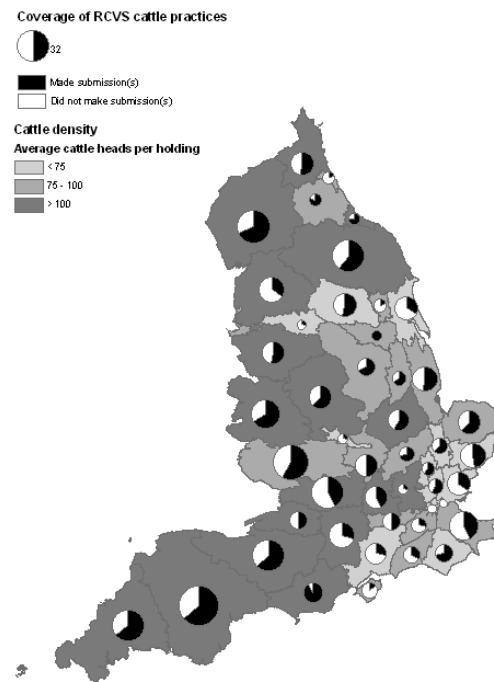 Coverage of RCVS cattle practices
32
Made submission(s)
Did not make submission(s)
Cattle density
Average cattle heads per holding
< 75
75 - 100
> 100